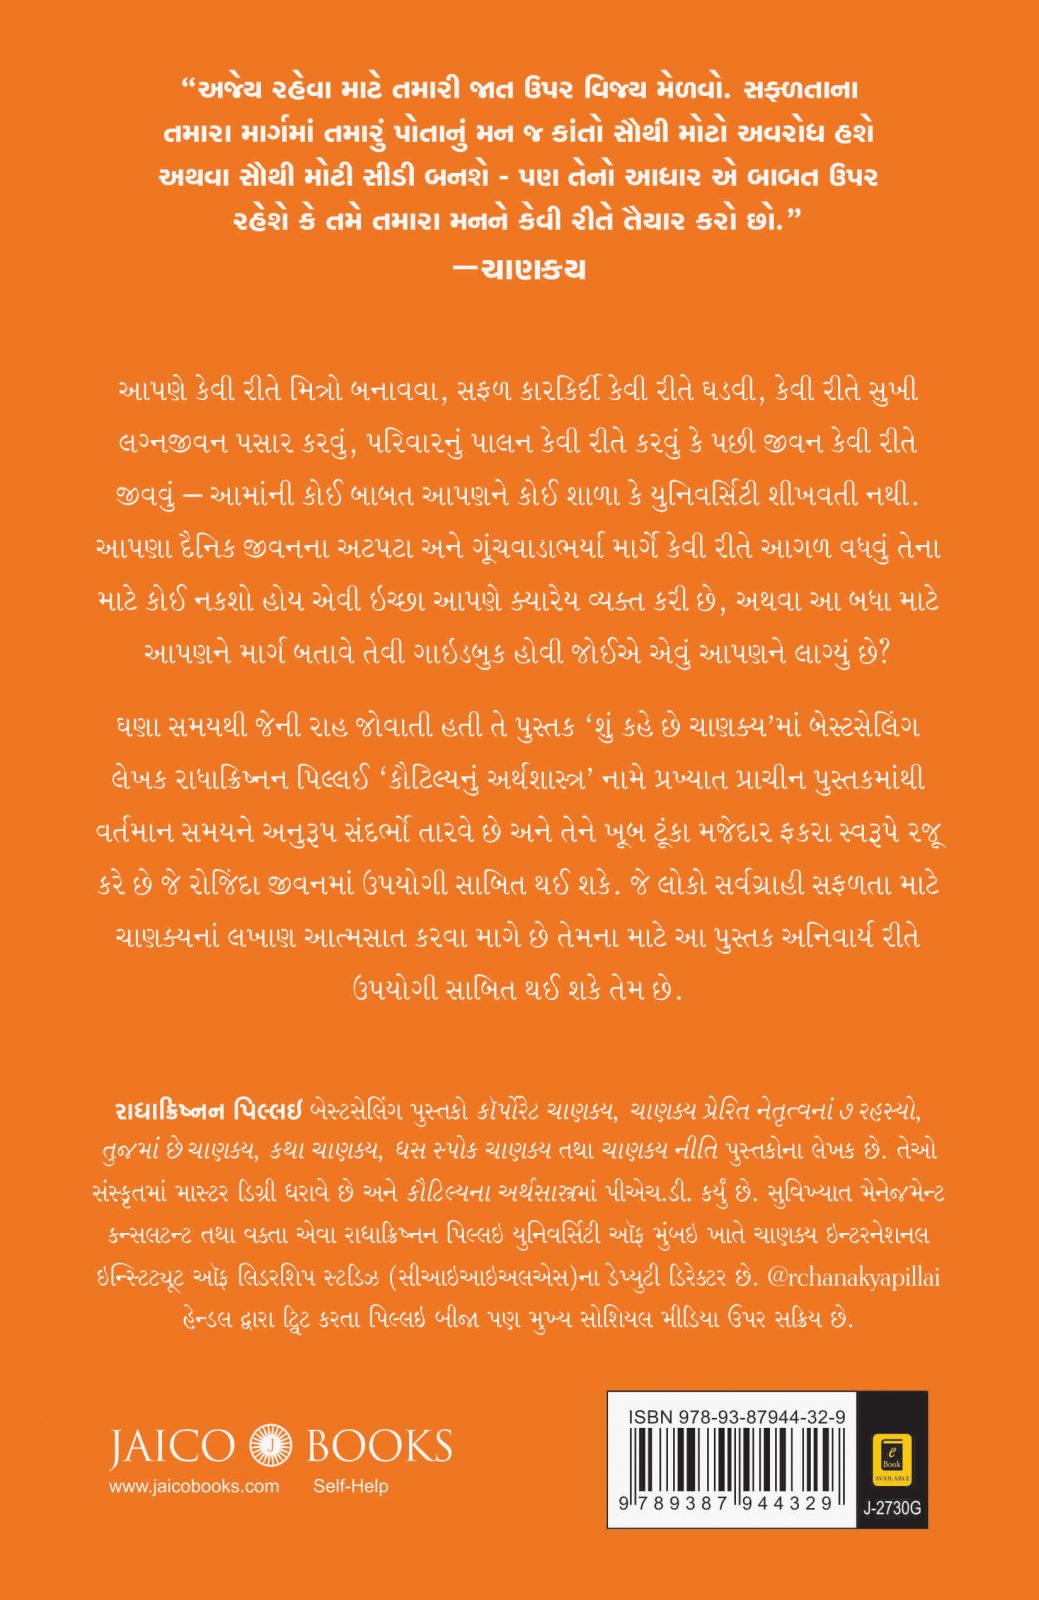 “અજેય રહેવા માટે તમારી જાત ઉપર વિજય મેળવો. સફળતાના
તમારા માર્ગમાં તમારું પોતાનું મન જ કાંતો સૌથી મોટો અવરોધ હશે
અથવા સૌથી મોટી સીડી બનશે - પણ તેનો આધાર એ બાબત ઉપર
રહેશે કે તમે તમારા મનને કેવી રીતે તૈયાર કરો છો.”
—ચાણક્ય
આપણે કેવી રીતે મિત્રો બનાવવા, સફળ કારકિર્દી કેવી રીતે ઘડવી, કેવી રીતે સુખી
લગ્નજીવન પસાર કરવું, પરિવારનું પાલન કેવી રીતે કરવું કે પછી જીવન કેવી રીતે
જીવવું – આમાંની કોઈ બાબત આપણને કોઈ શાળા કે યુનિવર્સિટી શીખવતી નથી.
આપણા દૈનિક જીવનના અટપટા અને ગૂંચવાડાભર્યા માર્ગે કેવી રીતે આગળ વધવું તેના
માટે કોઈ નકશો હોય એવી ઇચ્છા આપણે ક્યારેય વ્યક્ત કરી છે, અથવા આ બધા માટે
આપણને માર્ગ બતાવે તેવી ગાઇડબુક હોવી જોઈએ એવું આપણને લાગ્યું છે?
ઘણા સમયથી જેની રાહ જોવાતી હતી તે પુસ્તક ‘શું કહે છે ચાણક્ય’માં બેસ્ટસેલિંગ
લેખક રાધાક્રિષ્નન પિલ્લઈ ‘કૌટિલ્યનું અર્થશાસ્ત્ર’ નામે પ્રખ્યાત પ્રાચીન પુસ્તકમાંથી
વર્તમાન સમયને અનુરૂપ સંદર્ભો તારવે છે અને તેને ખૂબ ટૂંકા મજેદાર ફકરા સ્વરૂપે રજૂ
કરે છે જે રોજિંદા જીવનમાં ઉપયોગી સાબિત થઈ શકે. જે લોકો સર્વગ્રાહી સફળતા માટે
ચાણક્યનાં લખાણ આત્મસાત કરવા માગે છે તેમના માટે આ પુસ્તક અનિવાર્ય રીતે
ઉપયોગી સાબિત થઈ શકે તેમ છે.
રાધાક્રિષ્નન પિલ્લઇ બેસ્ટસેલિંગ પુસ્તકો કૉર્પોરેટ ચાણક્ય, ચાણક્ય પ્રેરિત નેતૃત્વનાં ૭ રહસ્યો,
તુજમાં છે ચાણક્ય, કથા ચાણક્ય, ધસ સ્પોક ચાણક્ય તથા ચાણક્ય નીતિ પુસ્તકોના લેખક છે. તેઓ
સંસ્કૃતમાં માસ્ટર ડિગ્રી ધરાવે છે અને કૌટિલ્યના અર્થસાસ્ત્રમાં પીએચ.ડી. કર્યું છે. સુવિખ્યાત મેનેજમેન્ટ
કન્સલટન્ટ તથા વક્તા એવા રાધાક્રિષ્નન પિલ્લઇ યુનિવર્સિટી ઑફ મુંબઇ ખાતે ચાણક્ય ઇન્ટરનેશનલ
ઇન્સ્ટિટ્યૂટ ઑફ લિડરશિપ સ્ટડિઝ (સીઆઇઆઇએલએસ)ના ડેપ્યુટી ડિરેક્ટર છે. @rchanakyapillai
હેન્ડલ દ્વારા ટ્વિટ કરતા પિલ્લઇ બીજા પણ મુખ્ય સોશિયલ મીડિયા ઉપર સક્રિય છે.
JAICO J BOOKS
www.jaicobooks.com Self-Help
ISBN 978-93-87944-32-9
9 789387 944329
e
Book
AVAILABLE
J-2730G